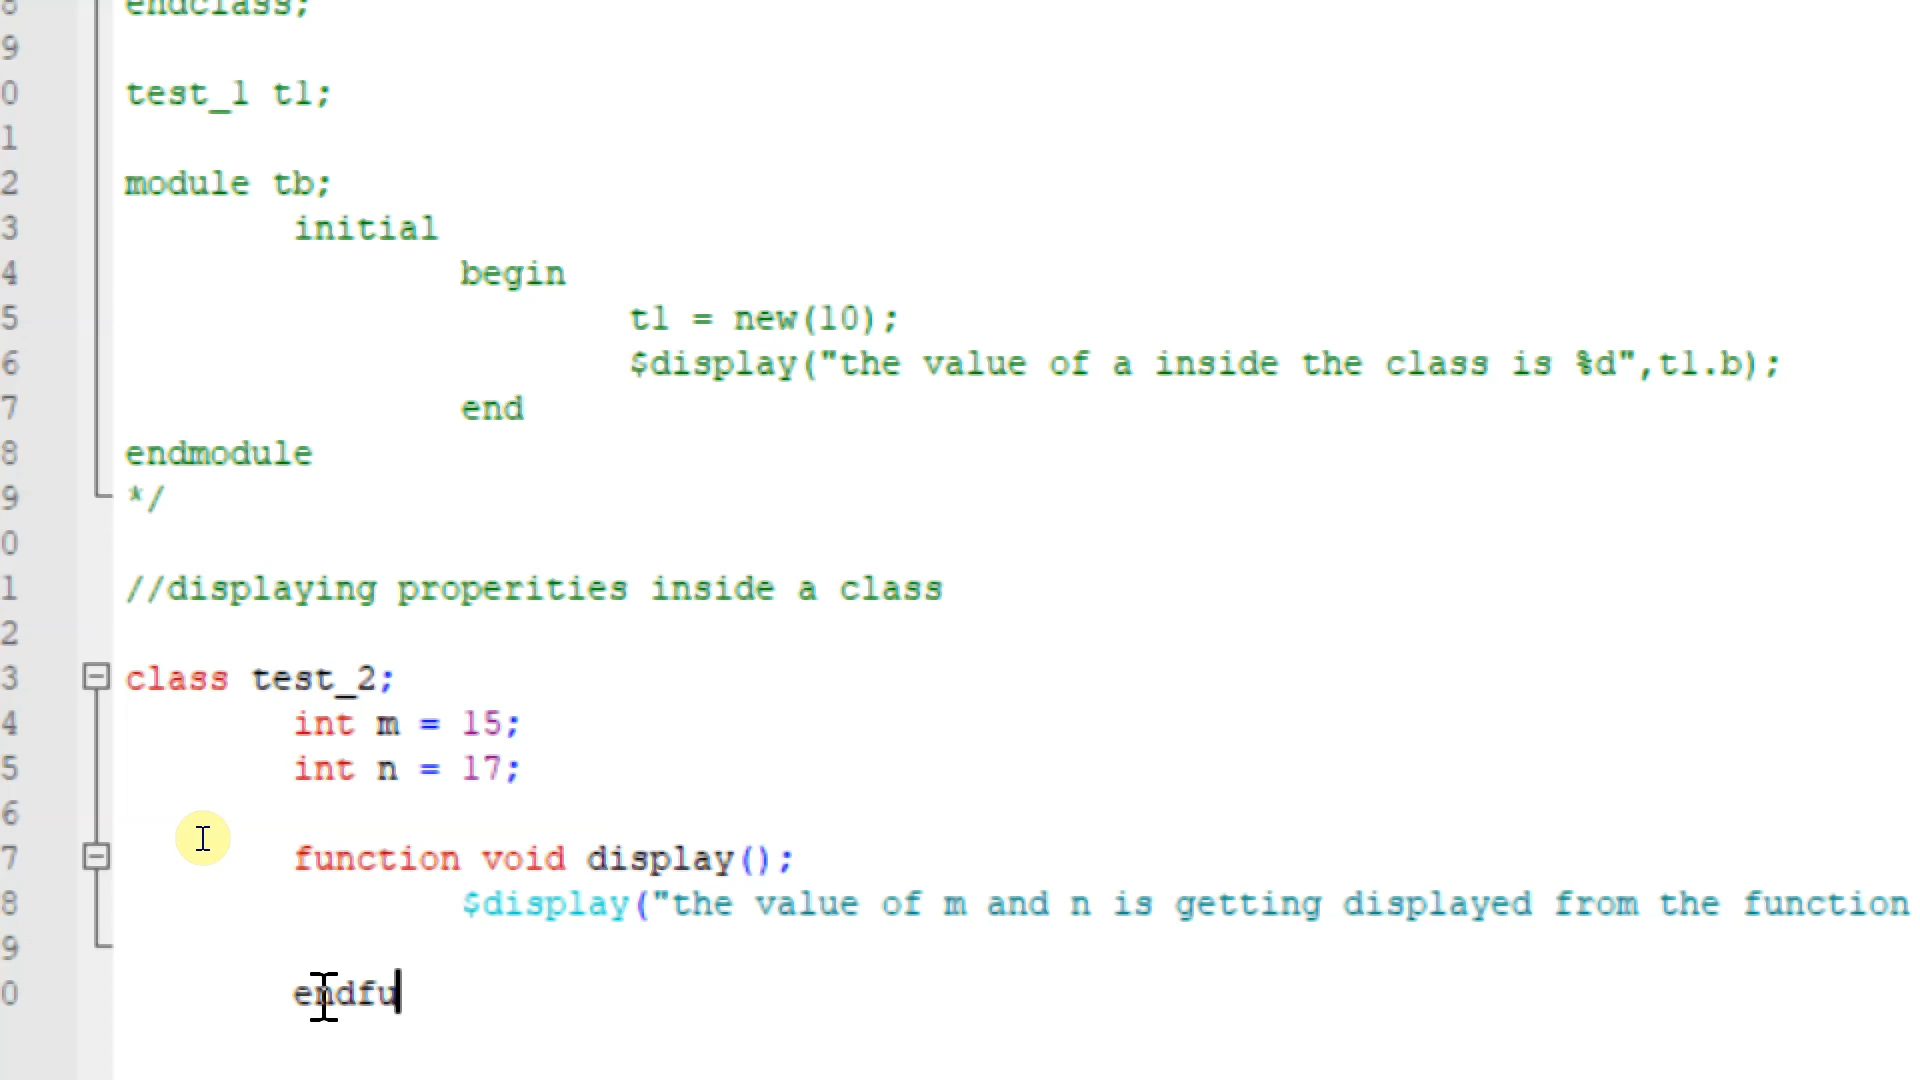 8 endclass;
9
0 test_1 t1;
1
2 module tb;
3 initial
4 begin
5 t1 = new(10);
6 $display("the value of a inside the class is %d",t1.b);
7 end
8 endmodule
9 */
0
1 //displaying properities inside a class
2
3 class test_2;
4 int m = 15;
5 int n = 17;
6
7 function void display();
8 $display("the value of m and n is getting displayed from the function
9
0 endfu